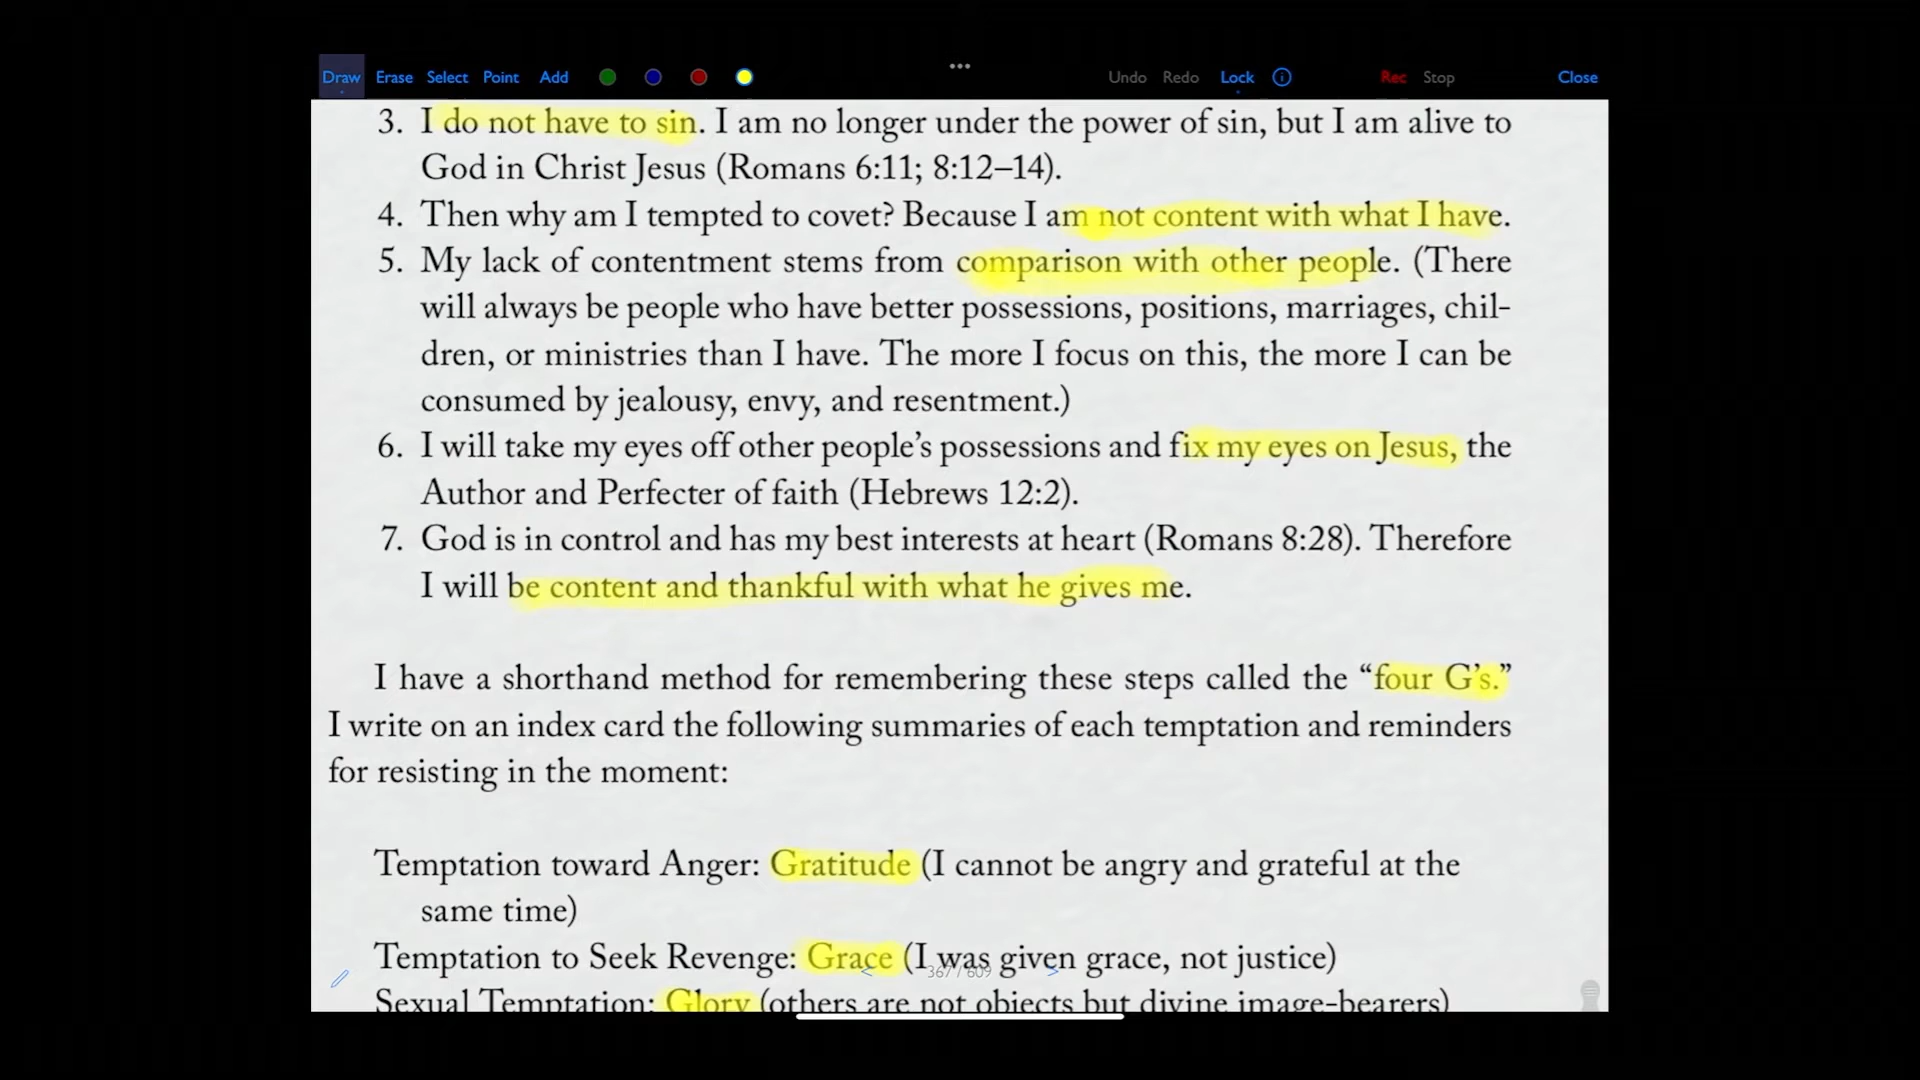 Draw Erase Select Point Add ••• Undo Redo Lock Rec Stop Close
3. I do not have to sin. I am no longer under the power of sin, but I am alive to
God in Christ Jesus (Romans 6:11; 8:12–14).
4. Then why am I tempted to covet? Because I am not content with what I have.
5. My lack of contentment stems from comparison with other people. (There
will always be people who have better possessions, positions, marriages, chil-
dren, or ministries than I have. The more I focus on this, the more I can be
consumed by jealousy, envy, and resentment.)
6. I will take my eyes off other people’s possessions and fix my eyes on Jesus, the
Author and Perfecter of faith (Hebrews 12:2).
7. God is in control and has my best interests at heart (Romans 8:28). Therefore
I will be content and thankful with what he gives me.
I have a shorthand method for remembering these steps called the “four G’s.”
I write on an index card the following summaries of each temptation and reminders
for resisting in the moment:
Temptation toward Anger: Gratitude (I cannot be angry and grateful at the
same time)
Temptation to Seek Revenge: Grace (I was given grace, not justice)
< 367 / 609 >
Sexual Temptation: Glory (others are not objects but divine image-bearers)